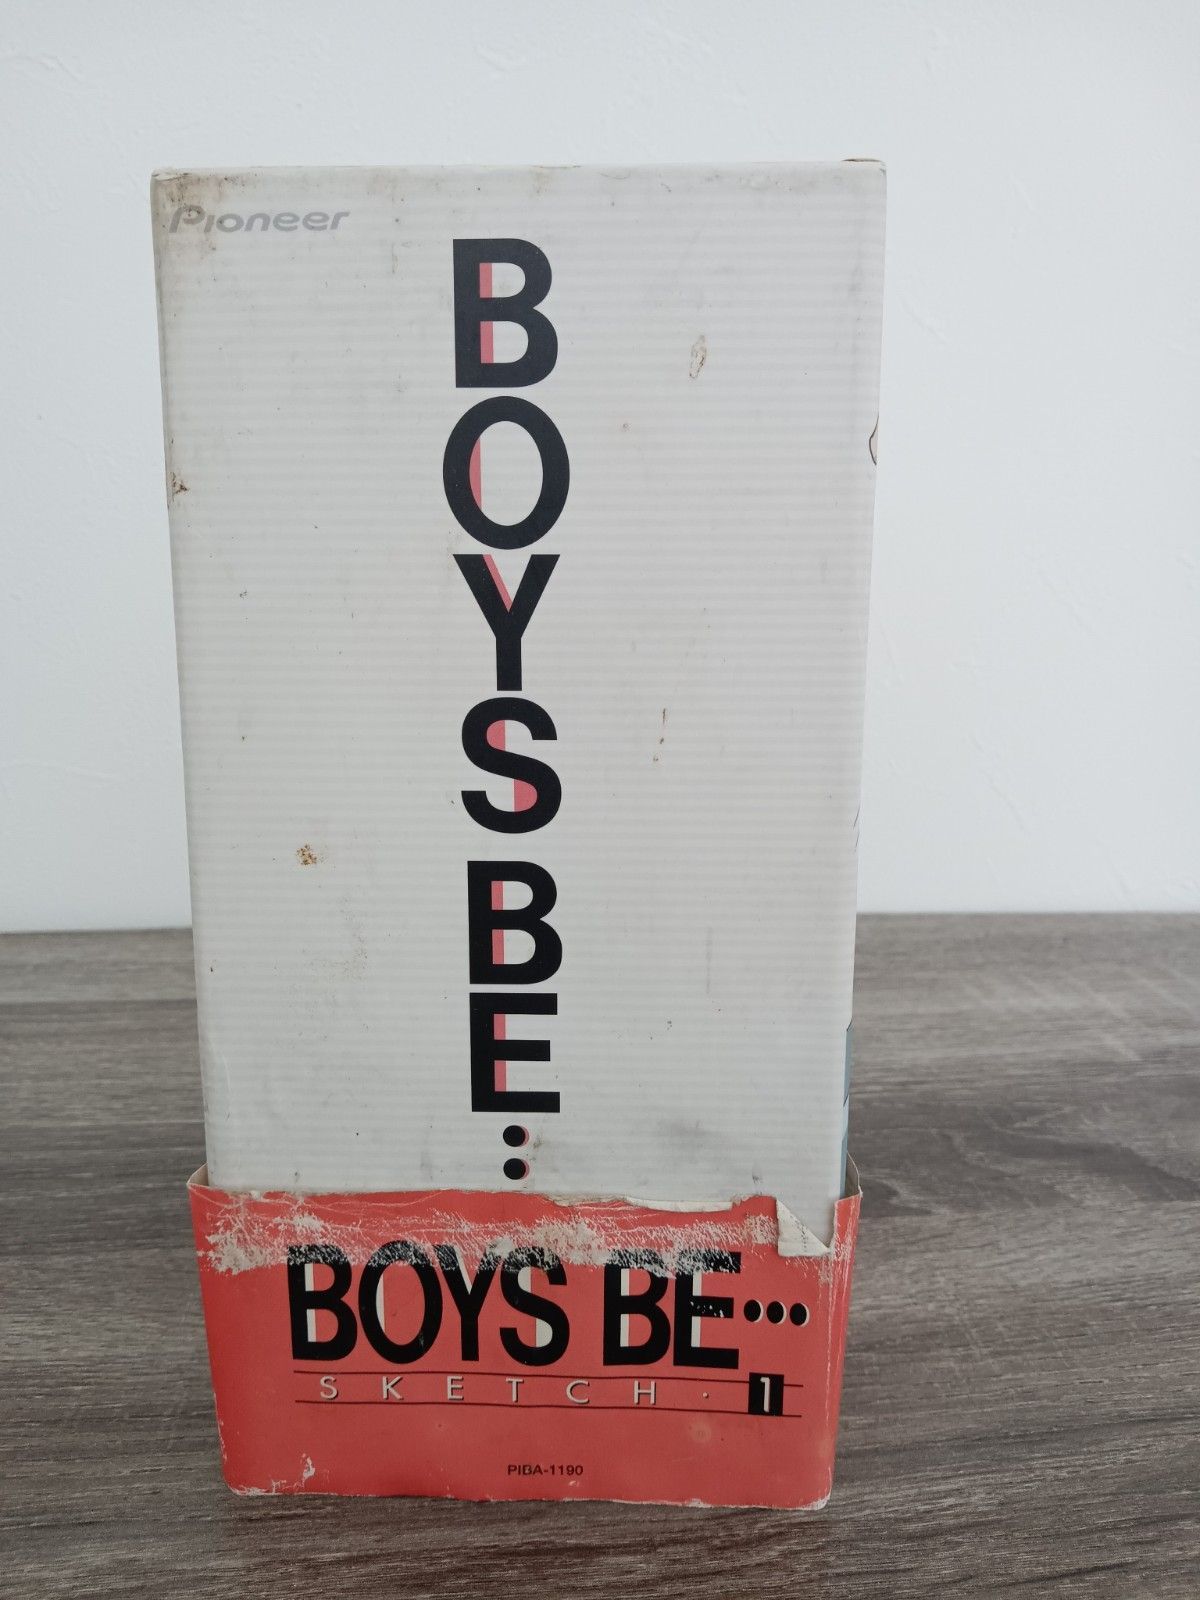 Pioneer
BOYS BE :
BOYS BE...
SKETCH・1
PIBA-1190